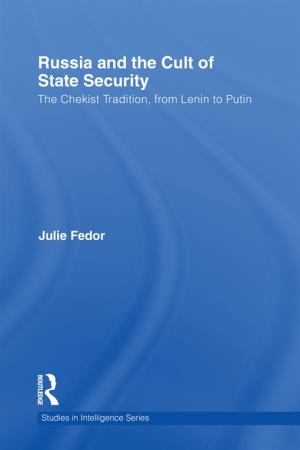 Russia and the Cult of
State Security
The Chekist Tradition, from Lenin to Putin
Julie Fedor
ROUTLEDGE
Studies in Intelligence Series